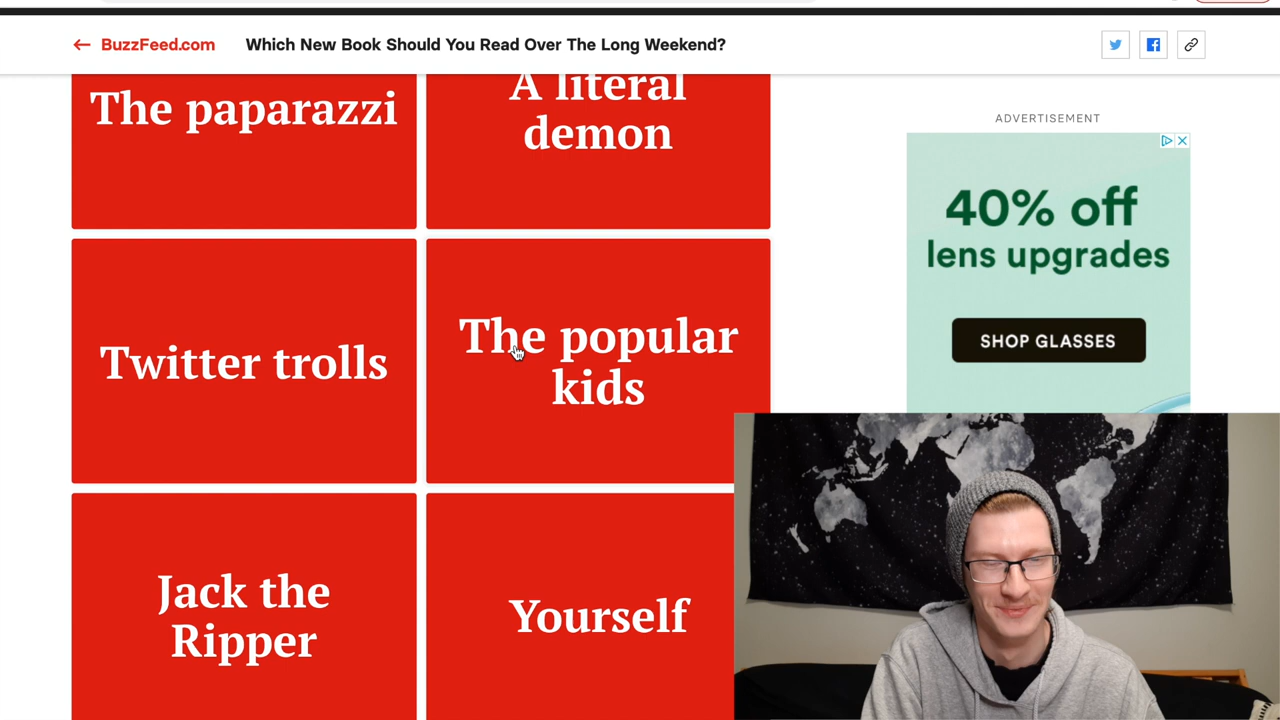 BuzzFeed.com
Which New Book Should You Read Over The Long Weekend?
The paparazzi
A literal
demon
ADVERTISEMENT
40% off
lens upgrades
SHOP GLASSES
Twitter trolls
The popular
kids
Jack the
Ripper
Yourself